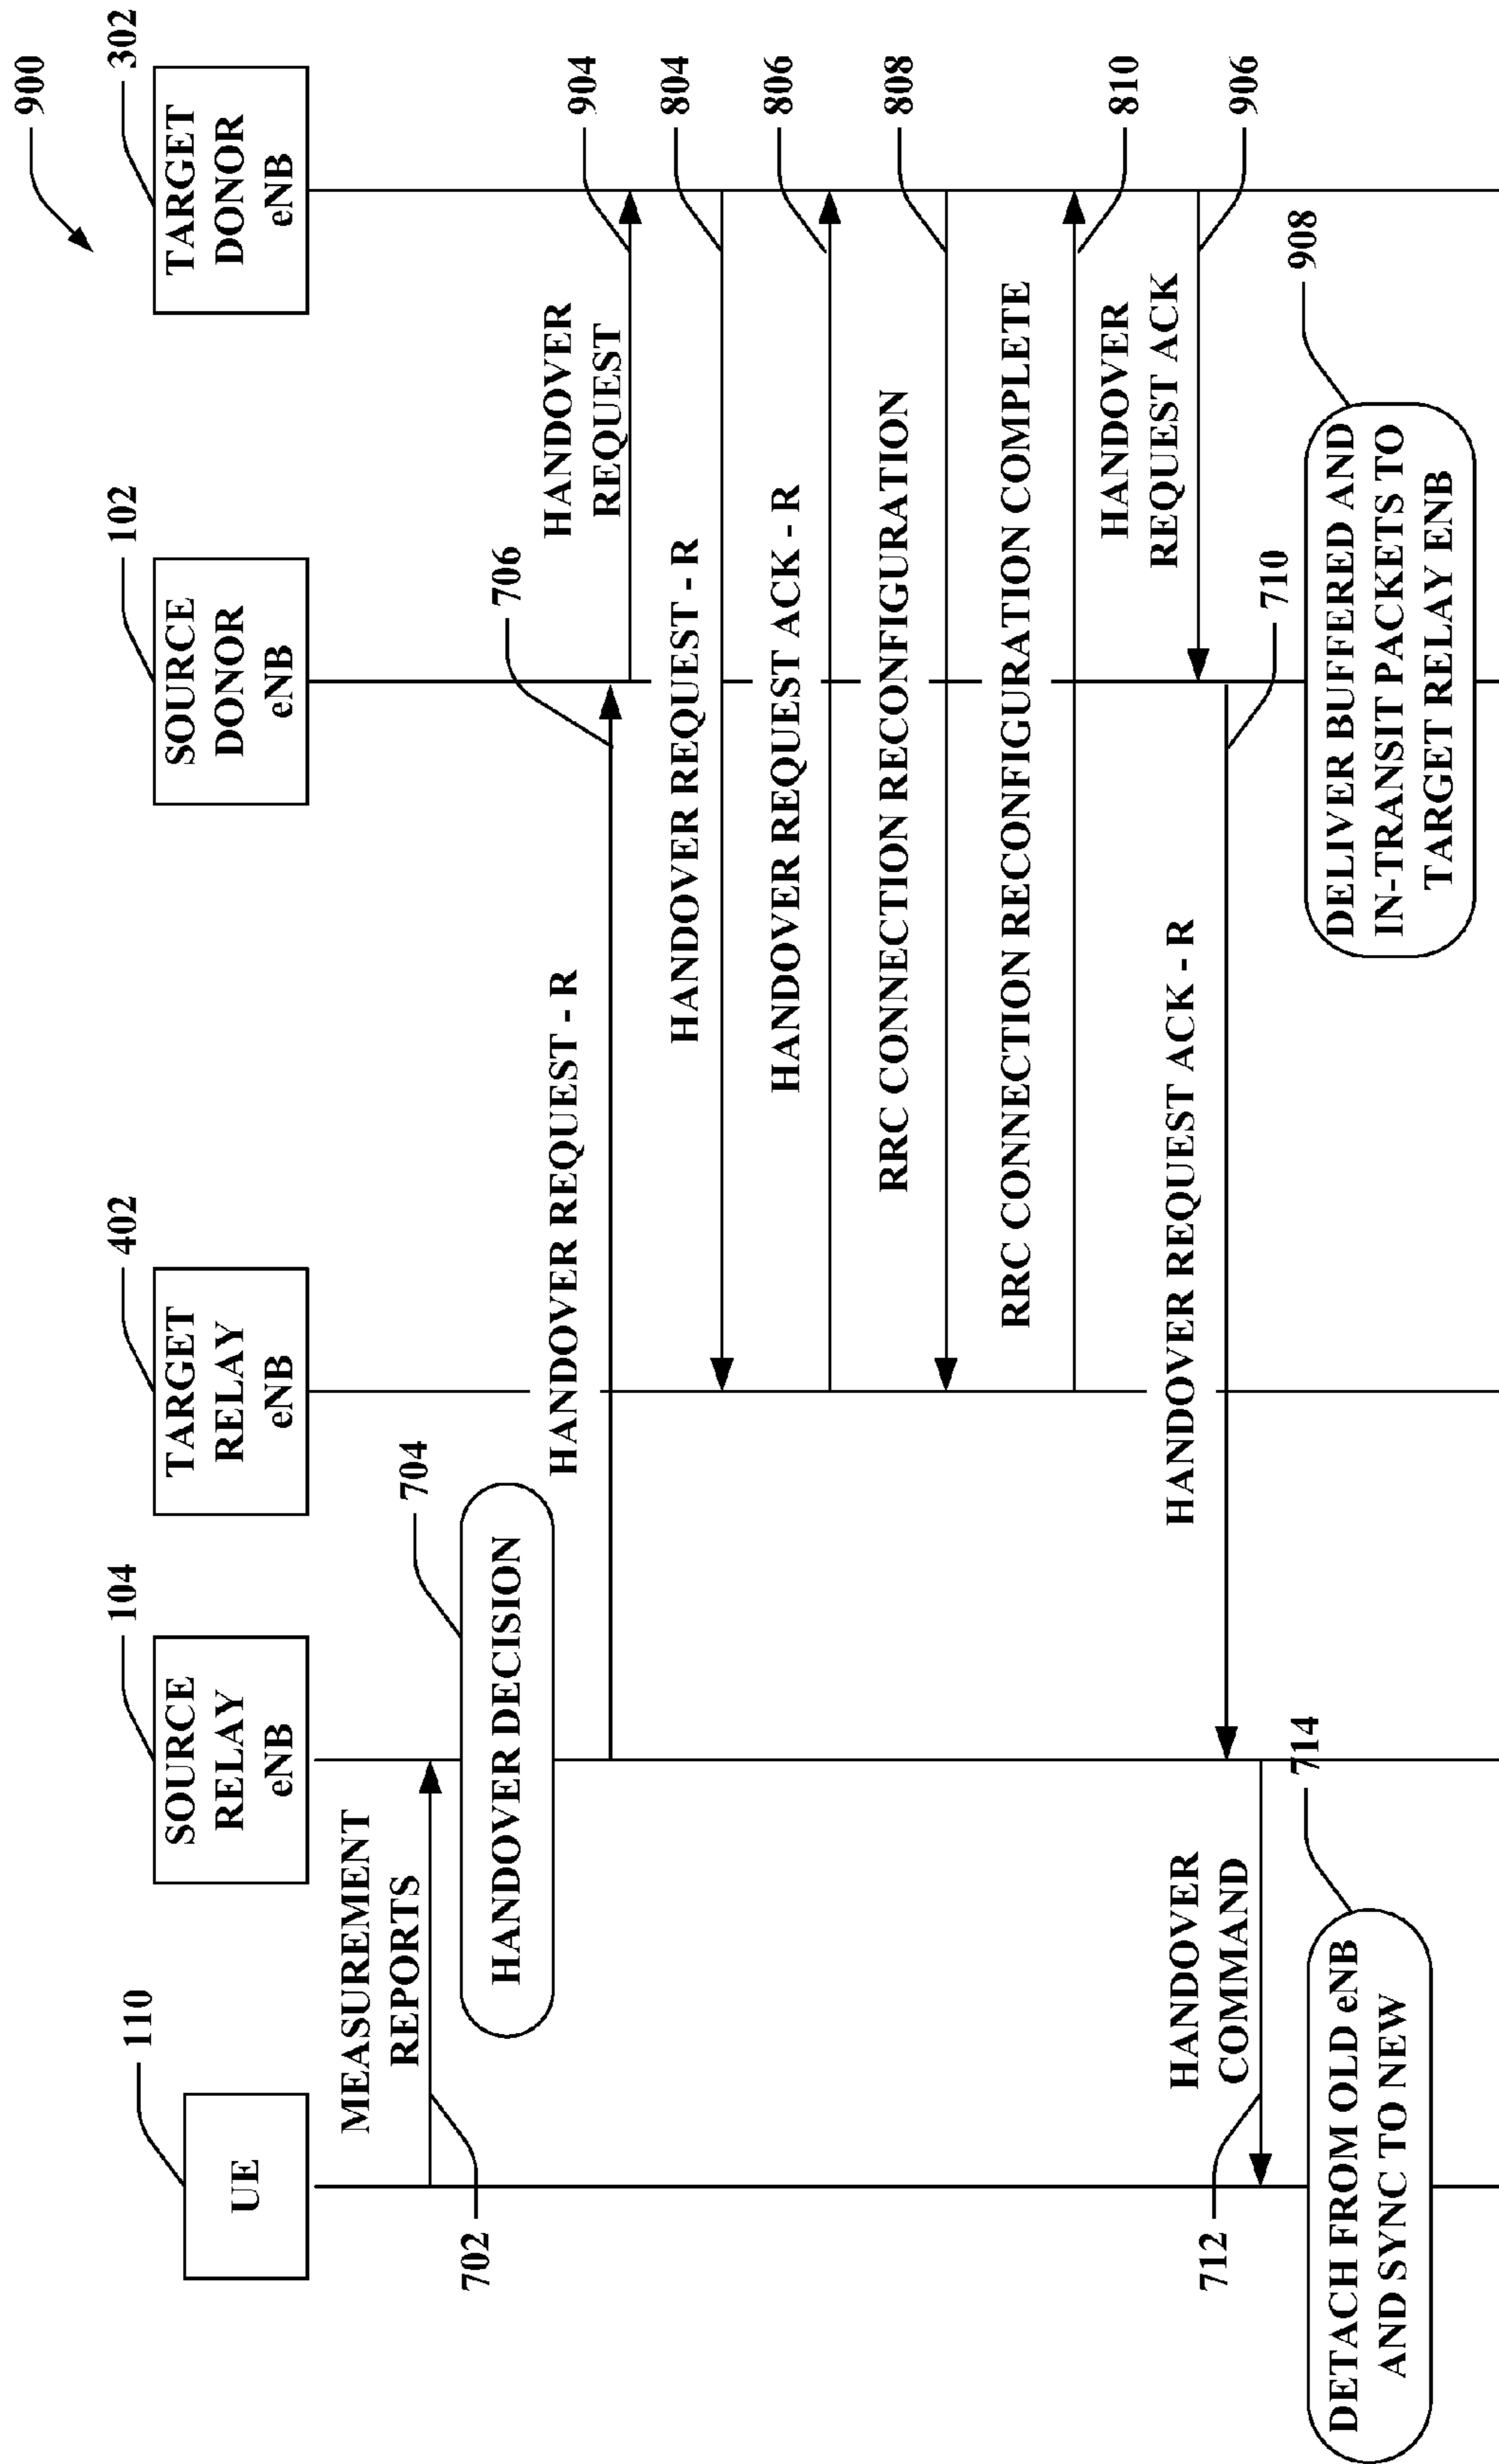 900
110
104
402
102
302
UE
SOURCE
RELAY
eNB
TARGET
RELAY
eNB
SOURCE
DONOR
eNB
TARGET
DONOR
eNB
MEASUREMENT
REPORTS
702
704
HANDOVER DECISION
HANDOVER REQUEST - R
706
HANDOVER
REQUEST
904
HANDOVER REQUEST - R
804
HANDOVER REQUEST ACK - R
806
RRC CONNECTION RECONFIGURATION
808
RRC CONNECTION RECONFIGURATION COMPLETE
810
HANDOVER
REQUEST ACK
906
HANDOVER REQUEST ACK - R
710
HANDOVER
COMMAND
712
714
DETACH FROM OLD eNB
AND SYNC TO NEW
908
DELIVER BUFFERED AND
IN-TRANSIT PACKETS TO
TARGET RELAY ENB